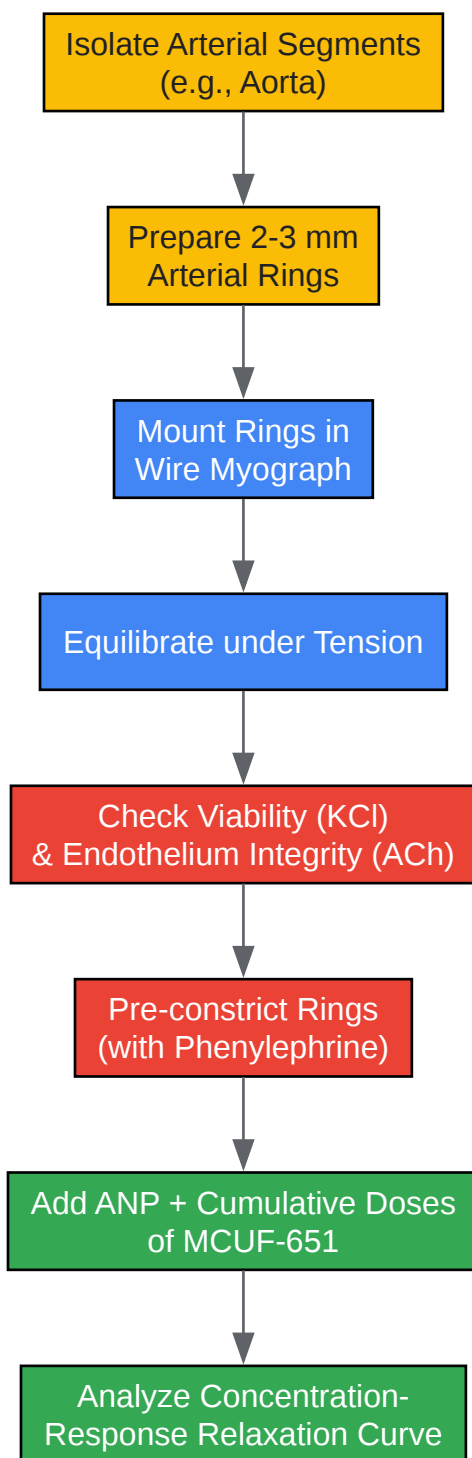 Isolate Arterial Segments
(e.g., Aorta)
Prepare 2-3 mm
Arterial Rings
Mount Rings in
Wire Myograph
Equilibrate under Tension
Check Viability (KCl)
& Endothelium Integrity (ACh)
Pre-constrict Rings
(with Phenylephrine)
Add ANP + Cumulative Doses
of MCUF-651
Analyze Concentration-
Response Relaxation Curve